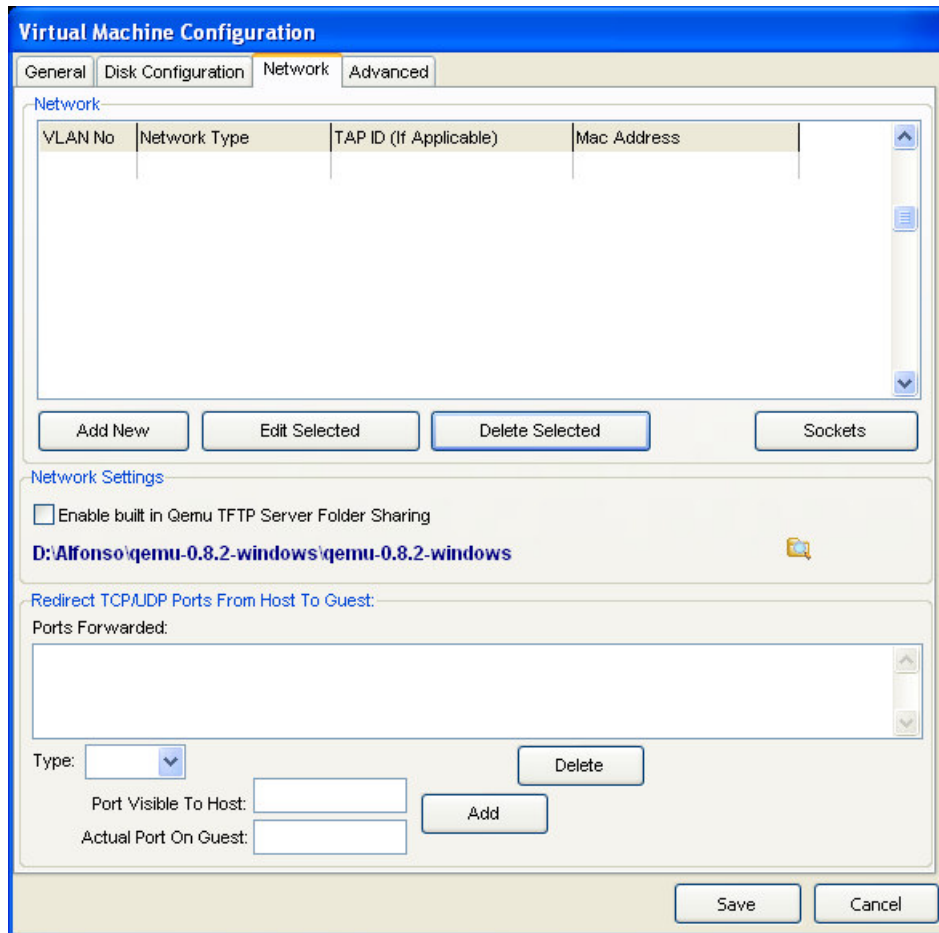 Virtual Machine Configuration
General Disk Configuration Network Advanced
Network
VLAN No Network Type TAP ID (If Applicable) Mac Address
Add New Edit Selected Delete Selected Sockets
Network Settings
Enable built in Qemu TFTP Server Folder Sharing
D:\Alfonso\qemu-0.8.2-windows\qemu-0.8.2-windows
Redirect TCP/UDP Ports From Host To Guest:
Ports Forwarded:
Type:
Delete
Port Visible To Host:
Add
Actual Port On Guest:
Save Cancel